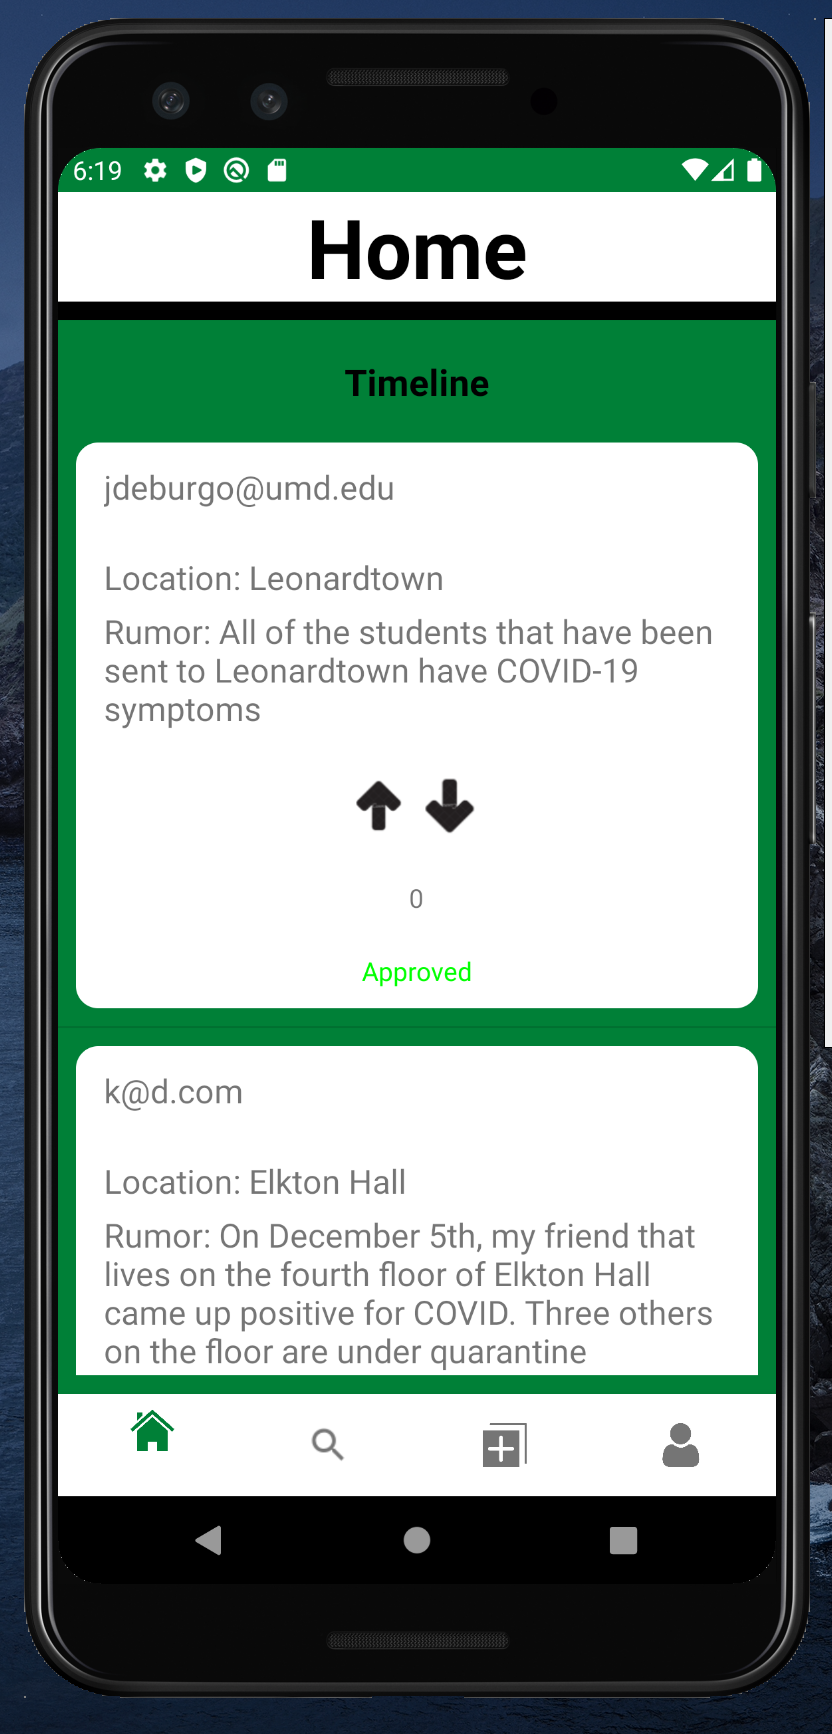 6:19
Home
Timeline
jdeburgo@umd.edu
Location: Leonardtown
Rumor: All of the students that have been
sent to Leonardtown have COVID-19
symptoms
0
Approved
k@d.com
Location: Elkton Hall
Rumor: On December 5th, my friend that
lives on the fourth floor of Elkton Hall
came up positive for COVID. Three others
on the floor are under quarantine